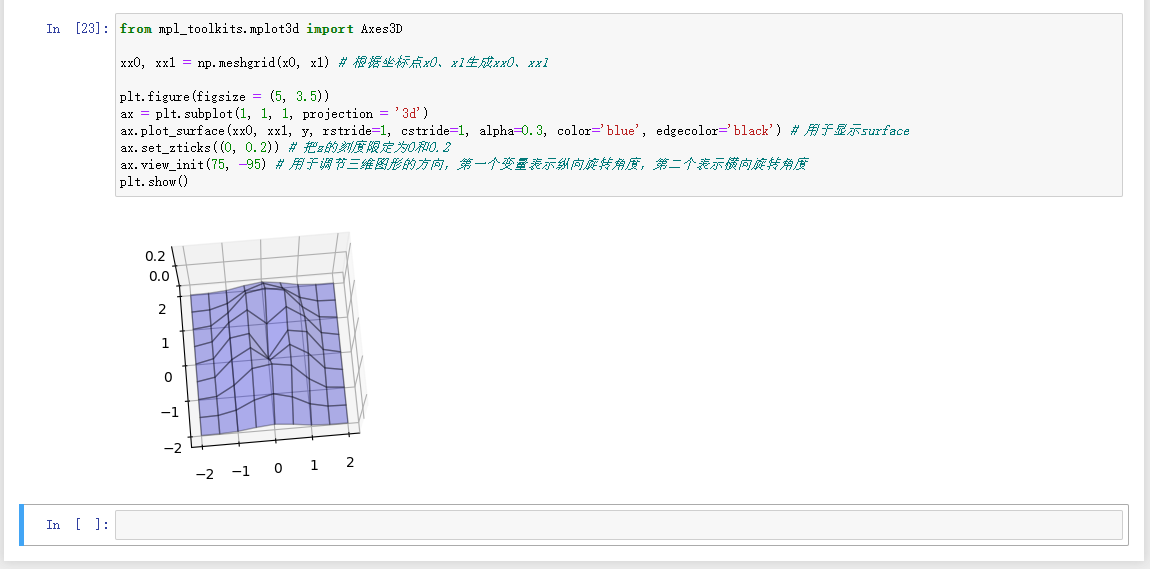 In [23]:
from mpl_toolkits.mplot3d import Axes3D
xx0, xx1 = np.meshgrid(x0, x1) # 根据坐标点x0、x1生成xx0、xx1
plt.figure(figsize = (5, 3.5))
ax = plt.subplot(1, 1, 1, projection = '3d')
ax.plot_surface(xx0, xx1, y, rstride=1, cstride=1, alpha=0.3, color='blue', edgecolor='black') # 用于显示surface
ax.set_zticks((0, 0.2)) # 把z的刻度限定为0和0.2
ax.view_init(75, -95) # 用于调节三维图形的方向，第一个变量表示纵向旋转角度，第二个表示横向旋转角度
plt.show()
0.2
0.0
2
1
0
−1
−2
−2 −1 0 1 2
In [ ]: